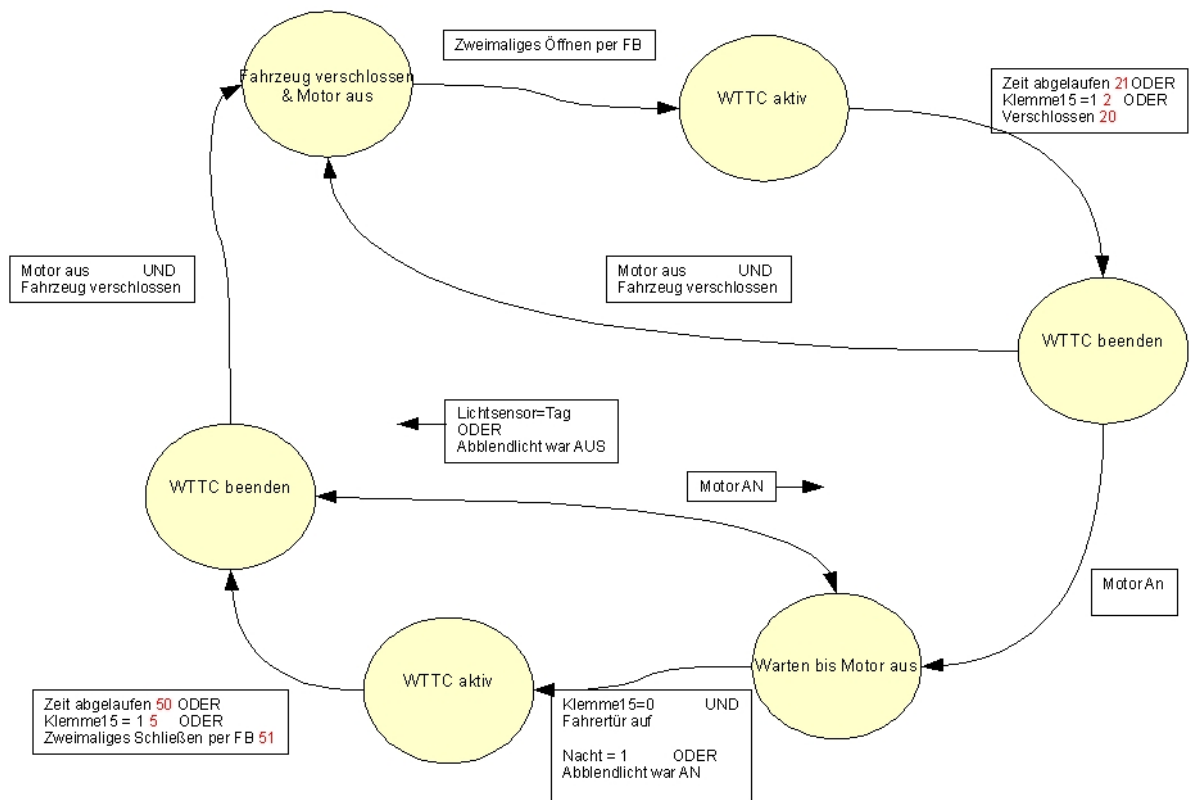 Zweimaliges Öffnen per FB
Fahrzeug verschlossen
& Motor aus
WTTC aktiv
Zeit abgelaufen 21 ODER
Klemme15 =1 2 ODER
Verschlossen 20
Motor aus UND
Fahrzeug verschlossen
Motor aus UND
Fahrzeug verschlossen
WTTC beenden
Lichtsensor=Tag
ODER
Abblendlicht war AUS
WTTC beenden
Motor AN
Motor An
Warten bis Motor aus
WTTC aktiv
Zeit abgelaufen 50 ODER
Klemme15 = 1 5 ODER
Zweimaliges Schließen per FB 51
Klemme15=0 UND
Fahrertür auf
Nacht = 1 ODER
Abblendlicht war AN